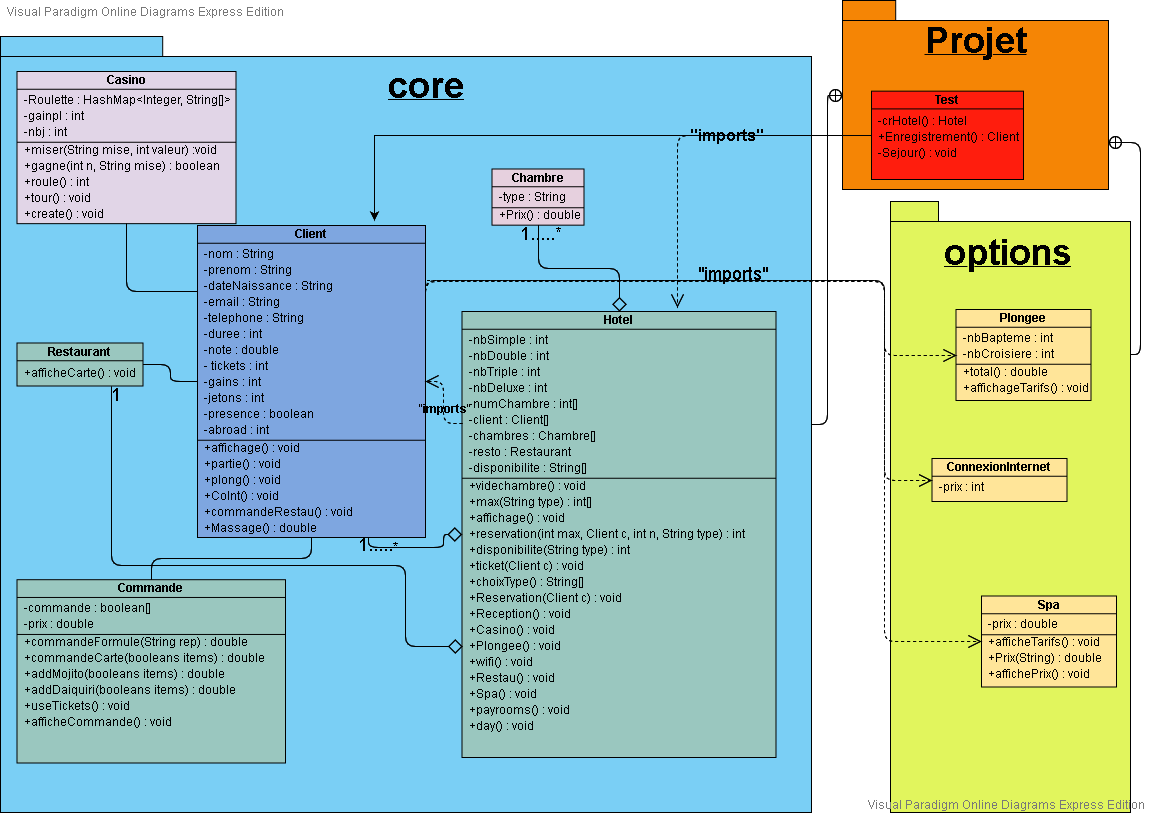 Visual Paradigm Online Diagrams Express Edition
core
Casino
-Roulette : HashMap<Integer, String[]>
-gainpl : int
-nbj : int
+miser(String mise, int valeur) :void
+gagne(int n, String mise) : boolean
+roule() : int
+tour() : void
+create() : void
Projet
Test
-crHotel() : Hotel
+Enregistrement() : Client
-Sejour() : void
"imports"
Chambre
-type : String
+Prix() : double
1.....*
Client
-nom : String
-prenom : String
-dateNaissance : String
-email : String
-telephone : String
-duree : int
-note : double
- tickets : int
-gains : int
-jetons : int
-presence : boolean
-abroad : int
+affichage() : void
+partie() : void
+plong() : void
+CoInt() : void
+commandeRestau() : void
+Massage() : double
1.....*
"imports"
"imports"
Restaurant
+afficheCarte() : void
1
Hotel
-nbSimple : int
-nbDouble : int
-nbTriple : int
-nbDeluxe : int
-numChambre : int[]
-client : Client[]
-chambres : Chambre[]
-resto : Restaurant
-disponibilite : String[]
+videchambre() : void
+max(String type) : int[]
+affichage() : void
+reservation(int max, Client c, int n, String type) : int
+disponibilite(String type) : int
+ticket(Client c) : void
+choixType() : String[]
+Reservation(Client c) : void
+Reception() : void
+Casino() : void
+Plongee() : void
+wifi() : void
+Restau() : void
+Spa() : void
+payrooms() : void
+day() : void
Commande
-commande : boolean[]
-prix : double
+commandeFormule(String rep) : double
+commandeCarte(booleans items) : double
+addMojito(booleans items) : double
+addDaiquiri(booleans items) : double
+useTickets() : void
+afficheCommande() : void
options
Plongee
-nbBapteme : int
-nbCroisiere : int
+total() : double
+affichageTarifs() : void
ConnexionInternet
-prix : int
Spa
-prix : double
+afficheTarifs() : void
+Prix(String) : double
+affichePrix() : void
Visual Paradigm Online Diagrams Express Edition